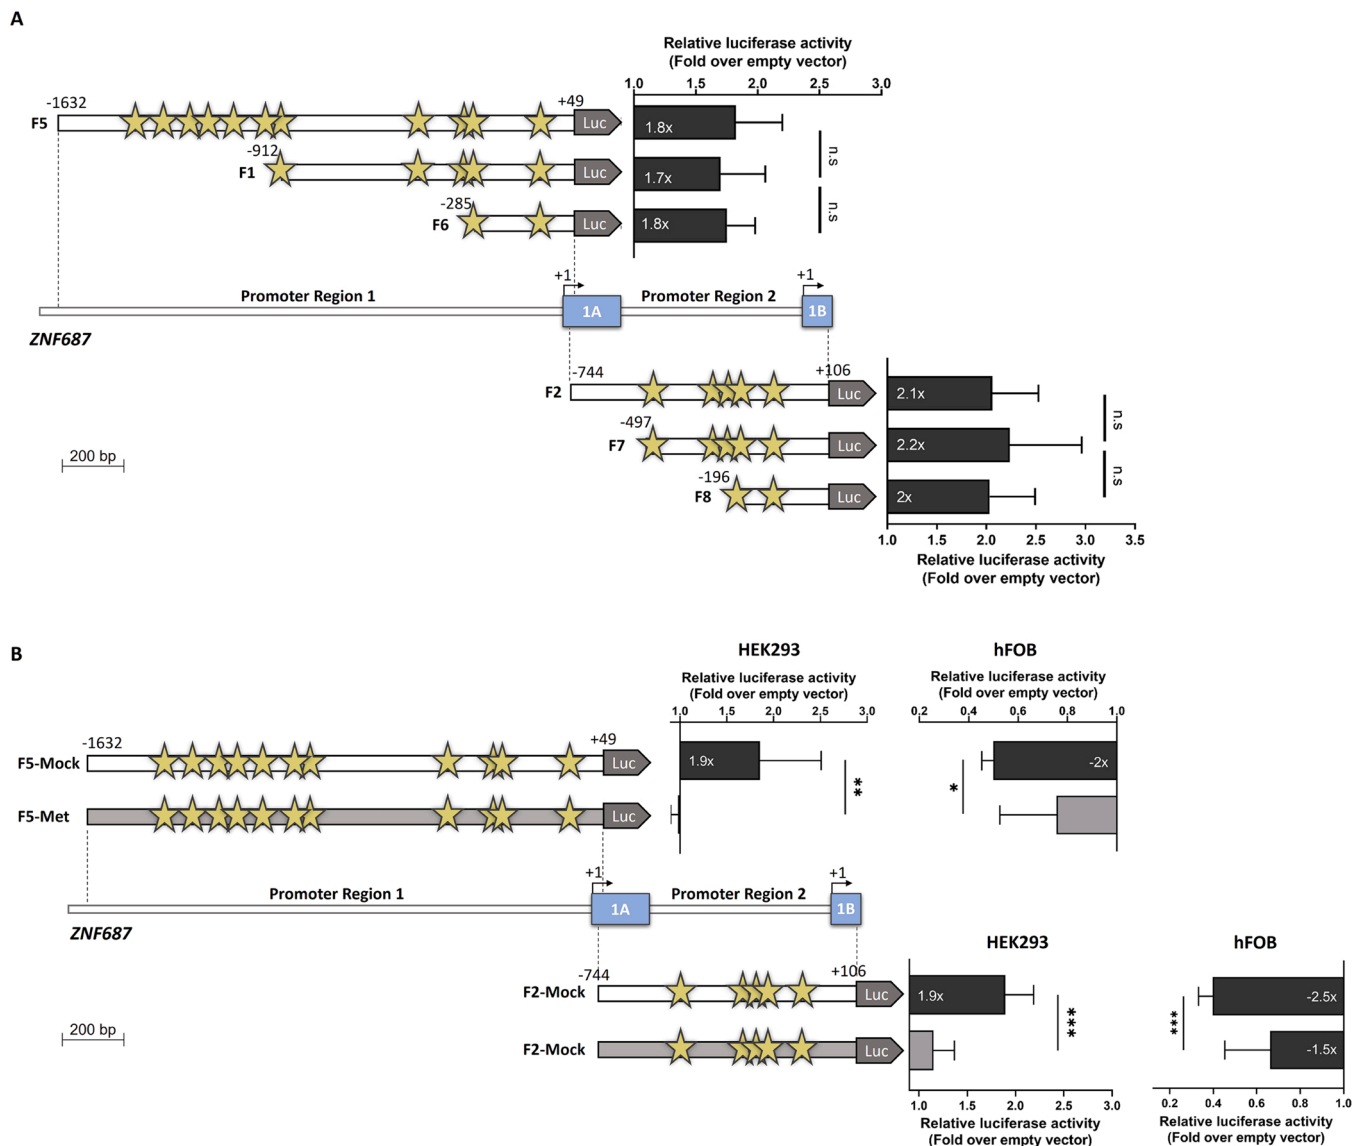 A
Relative luciferase activity
(Fold over empty vector)
1.0 1.5 2.0 2.5 3.0
-1632 +49
F5 Luc 1.8x
n.s
-912
F1 Luc 1.7x
n.s
-285
F6 Luc 1.8x
+1 +1
Promoter Region 1 1A Promoter Region 2 1B
ZNF687
-744 +106
F2 Luc 2.1x
n.s
-497
F7 Luc 2.2x
n.s
200 bp
-196
F8 Luc 2x
1.0 1.5 2.0 2.5 3.0 3.5
Relative luciferase activity
(Fold over empty vector)
B
HEK293 hFOB
Relative luciferase activity Relative luciferase activity
(Fold over empty vector) (Fold over empty vector)
1.0 1.5 2.0 2.5 3.0 0.2 0.4 0.6 0.8 1.0
-1632 +49
F5-Mock Luc 1.9x -2x
** *
F5-Met Luc
+1 +1
Promoter Region 1 1A Promoter Region 2 1B
ZNF687
HEK293 hFOB
-744 +106
F2-Mock Luc 1.9x -2.5x
*** ***
200 bp
F2-Mock Luc -1.5x
1.0 1.5 2.0 2.5 3.0 0.2 0.4 0.6 0.8 1.0
Relative luciferase activity Relative luciferase activity
(Fold over empty vector) (Fold over empty vector)